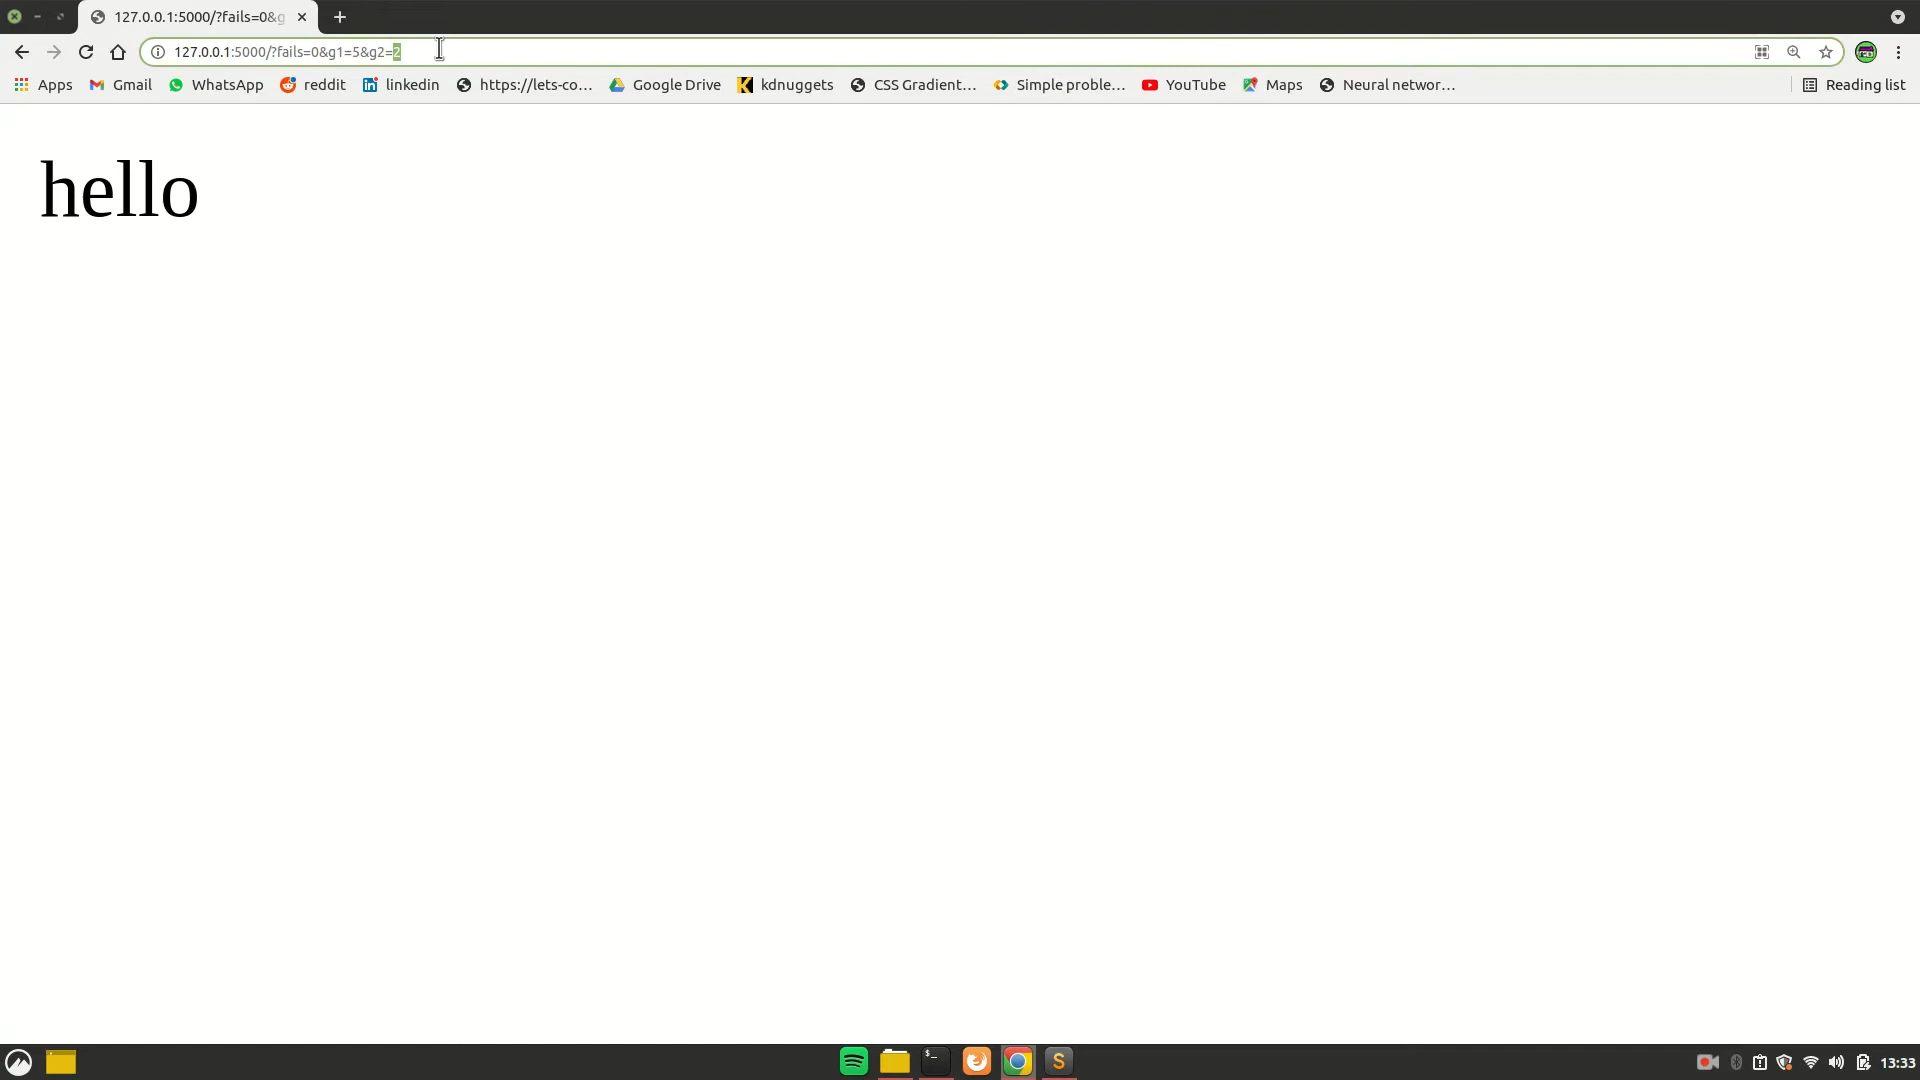 127.0.0.1:5000/?fails=0&g
127.0.0.1:5000/?fails=0&g1=5&g2=2
Apps Gmail WhatsApp reddit linkedin https://lets-co... Google Drive kdnuggets CSS Gradient... Simple proble... YouTube Maps Neural networ... Reading list
hello
13:33